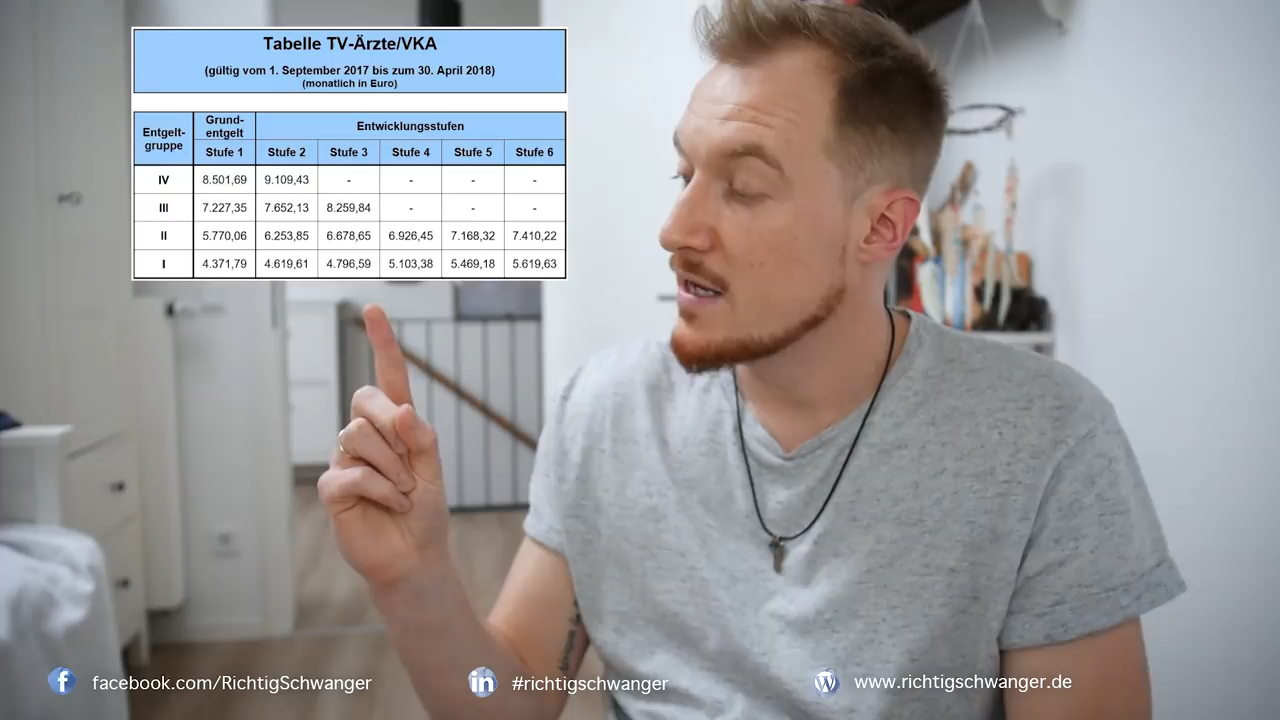 Tabelle TV-Ärzte/VKA
(gültig vom 1. September 2017 bis zum 30. April 2018)
(monatlich in Euro)
Entgelt-
gruppe
Grund-
entgelt
Entwicklungsstufen
Stufe 1 Stufe 2 Stufe 3 Stufe 4 Stufe 5 Stufe 6
IV 8.501,69 9.109,43 - - - -
III 7.227,35 7.652,13 8.259,84 - - -
II 5.770,06 6.253,85 6.678,65 6.926,45 7.168,32 7.410,22
I 4.371,79 4.619,61 4.796,59 5.103,38 5.469,18 5.619,63
f facebook.com/RichtigSchwanger in #richtigschwanger W www.richtigschwanger.de